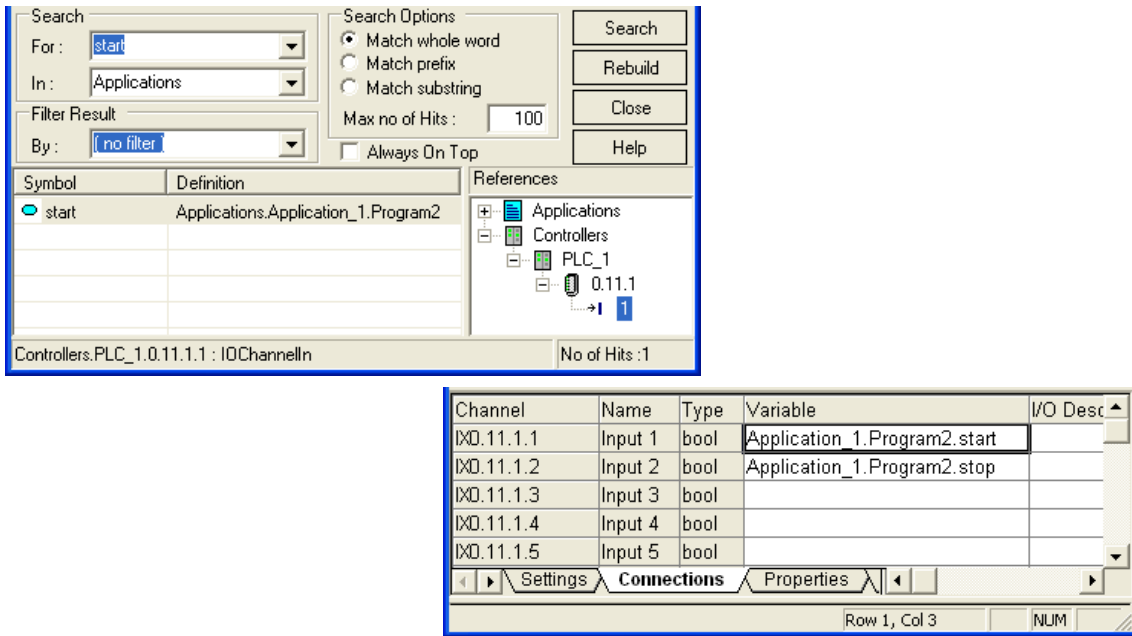 Search
For : start
In : Applications
Filter Result
By : ( no filter )
Search Options
Match whole word
Match prefix
Match substring
Max no of Hits : 100
Always On Top
Search
Rebuild
Close
Help
Symbol Definition
start Applications.Application_1.Program2
References
Applications
Controllers
PLC_1
0.11.1
1
Controllers.PLC_1.0.11.1.1 : IOChannelIn No of Hits :1
Channel Name Type Variable I/O Desc
IX0.11.1.1 Input 1 bool Application_1.Program2.start
IX0.11.1.2 Input 2 bool Application_1.Program2.stop
IX0.11.1.3 Input 3 bool
IX0.11.1.4 Input 4 bool
IX0.11.1.5 Input 5 bool
Settings Connections Properties
Row 1, Col 3 NUM